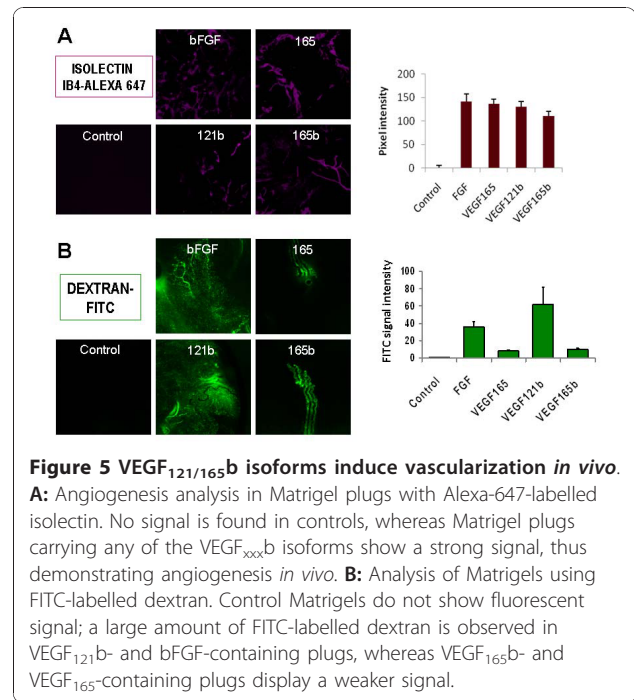 A
ISOLECTIN
IB4-ALEXA 647
bFGF
165
Control
121b
165b
Pixel intensity
200
150
100
50
0
Control
FGF
VEGF165
VEGF121b
VEGF165b
B
DEXTRAN-
FITC
bFGF
165
Control
121b
165b
FITC signal intensity
100
80
60
40
20
0
Control
FGF
VEGF165
VEGF121b
VEGF165b
Figure 5 VEGF121/165b isoforms induce vascularization in vivo.
A: Angiogenesis analysis in Matrigel plugs with Alexa-647-labelled
isolectin. No signal is found in controls, whereas Matrigel plugs
carrying any of the VEGFxxxb isoforms show a strong signal, thus
demonstrating angiogenesis in vivo. B: Analysis of Matrigels using
FITC-labelled dextran. Control Matrigels do not show fluorescent
signal; a large amount of FITC-labelled dextran is observed in
VEGF121b- and bFGF-containing plugs, whereas VEGF165b- and
VEGF165-containing plugs display a weaker signal.